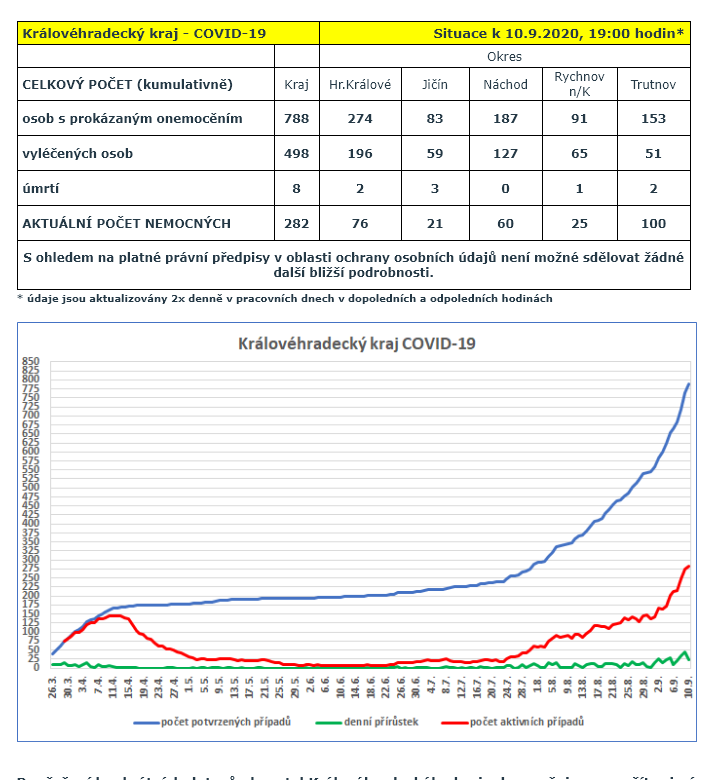 Královéhradecký kraj - COVID-19 Situace k 10.9.2020, 19:00 hodin*
Okres
CELKOVÝ POČET (kumulativně) Kraj Hr.Králové Jičín Náchod Rychnov n/K Trutnov
osob s prokázaným onemocěním 788 274 83 187 91 153
vyléčených osob 498 196 59 127 65 51
úmrtí 8 2 3 0 1 2
AKTUÁLNÍ POČET NEMOCNÝCH 282 76 21 60 25 100
S ohledem na platné právní předpisy v oblasti ochrany osobních údajů není možné sdělovat žádné
další bližší podrobnosti.
* údaje jsou aktualizovány 2x denně v pracovních dnech v dopoledních a odpoledních hodinách
Královéhradecký kraj COVID-19
850
825
800
775
750
725
700
675
650
625
600
575
550
525
500
475
450
425
400
375
350
325
300
275
250
225
200
175
150
125
100
75
50
25
0
26.3. 30.3. 3.4. 7.4. 11.4. 15.4. 19.4. 23.4. 27.4. 1.5. 5.5. 9.5. 13.5. 17.5. 21.5. 25.5. 29.5. 2.6. 6.6. 10.6. 14.6. 18.6. 22.6. 26.6. 30.6. 4.7. 8.7. 12.7. 16.7. 20.7. 24.7. 28.7. 1.8. 5.8. 9.8. 13.8. 17.8. 21.8. 25.8. 29.8. 2.9. 6.9. 10.9.
počet potvrzených případů denní přírůstek počet aktivních případů